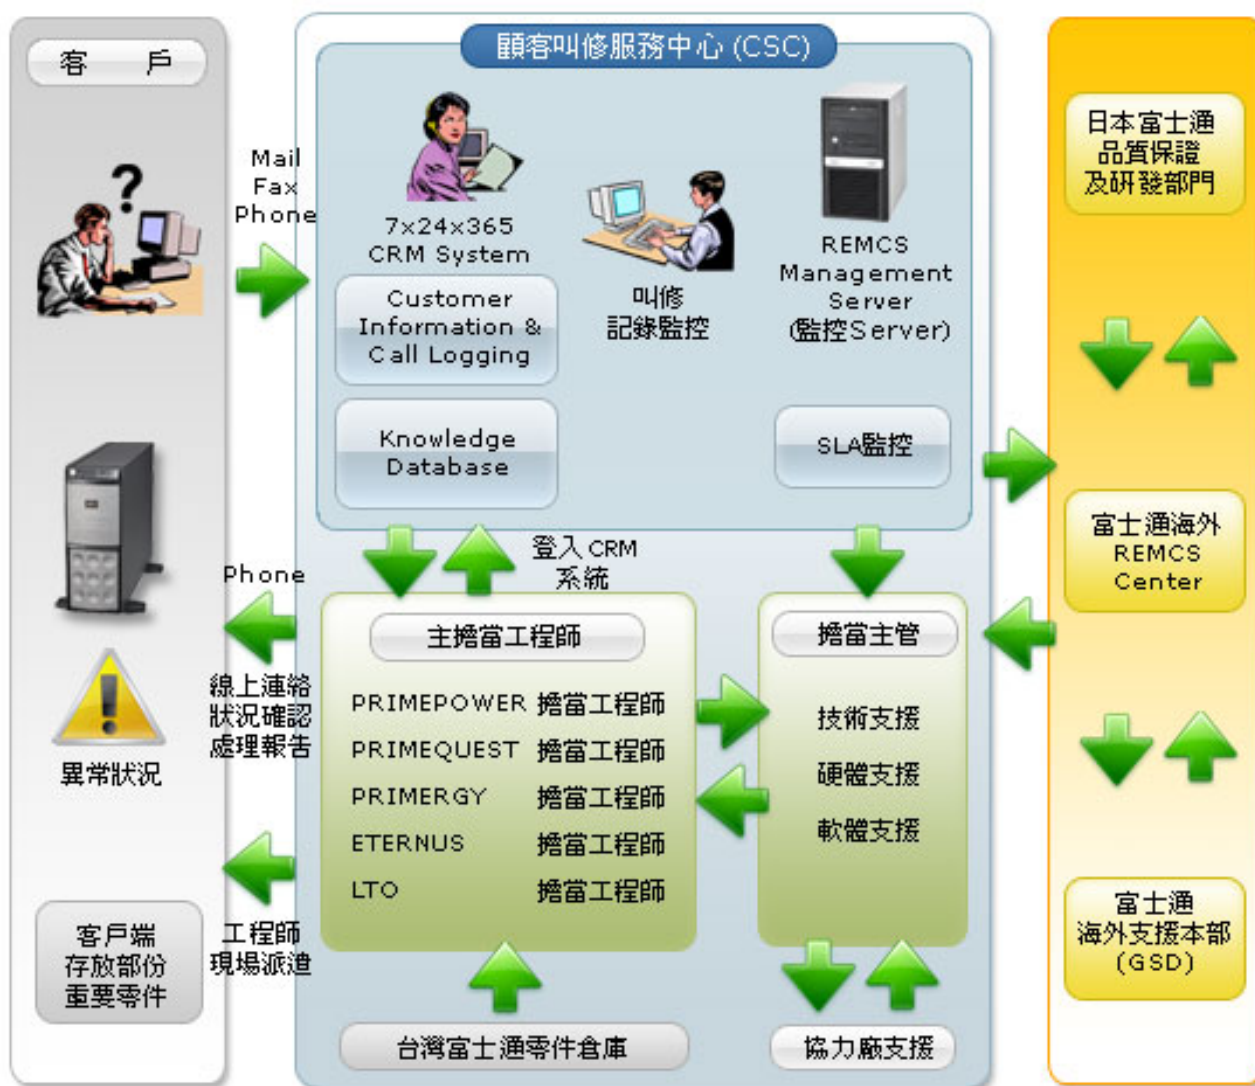 客 戶
?
Mail
Fax
Phone
Phone
線上連絡
狀況確認
處理報告
異常狀況
工程師
現場派遣
客戶端
存放部份
重要零件
顧客叫修服務中心 (CSC)
7x24x365
CRM System
Customer
Information &
Call Logging
Knowledge
Database
叫修
記錄監控
REMCS
Management
Server
(監控Server)
SLA監控
登入 CRM
系統
主擔當工程師
PRIMEPOWER 擔當工程師
PRIMEQUEST 擔當工程師
PRIMERGY 擔當工程師
ETERNUS 擔當工程師
LTO 擔當工程師
擔當主管
技術支援
硬體支援
軟體支援
台灣富士通零件倉庫
協力廠支援
日本富士通
品質保證
及研發部門
富士通海外
REMCS
Center
富士通
海外支援本部
(GSD)